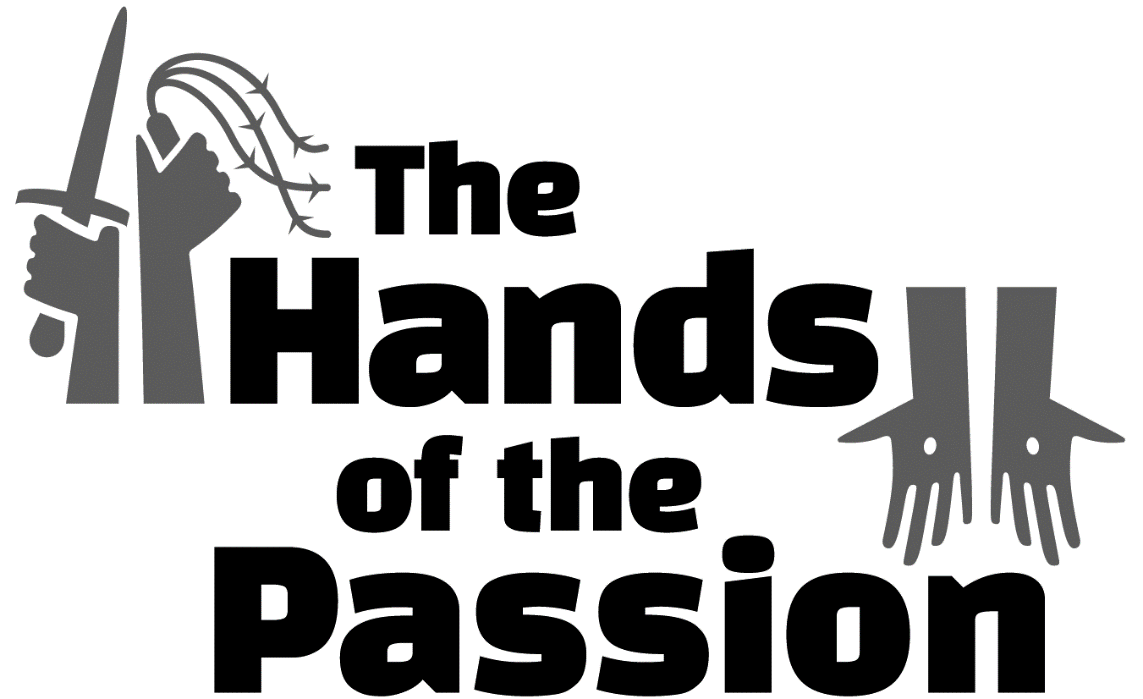 The
Hands
of the
Passion